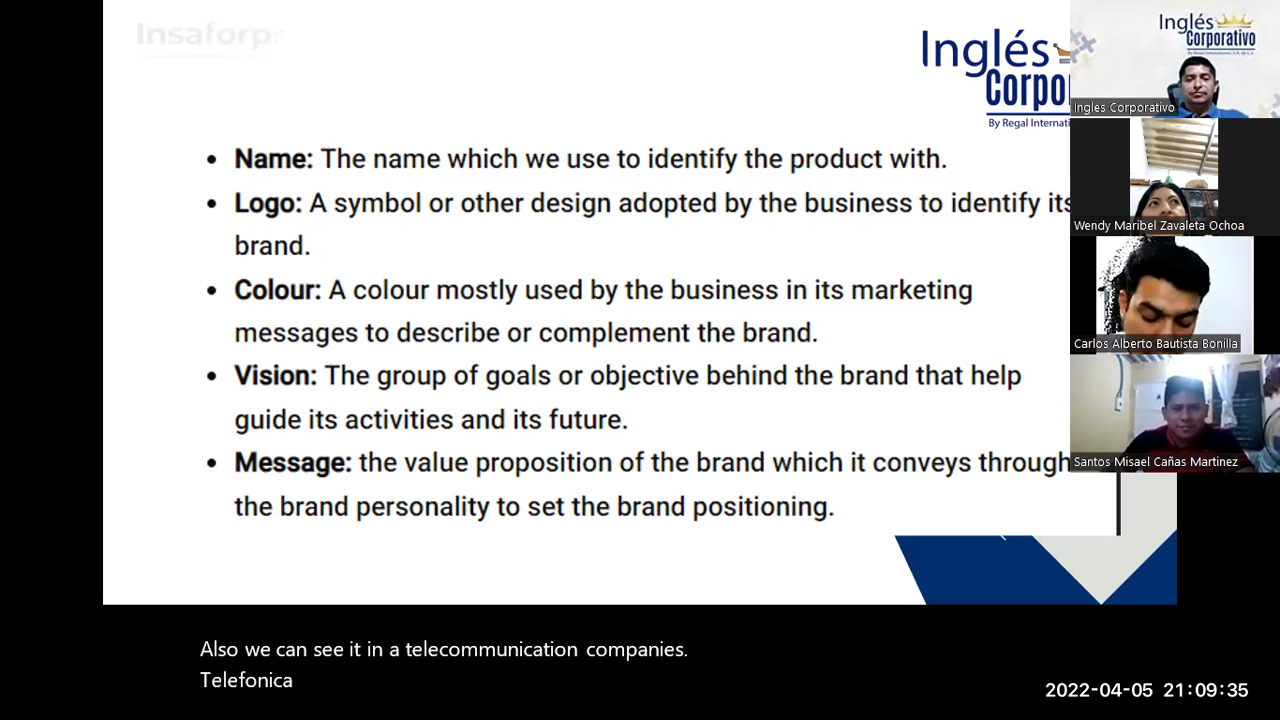 Insaforp
Inglés
Corpo
By Regal Internati
• Name: The name which we use to identify the product with.
• Logo: A symbol or other design adopted by the business to identify its
brand.
• Colour: A colour mostly used by the business in its marketing
messages to describe or complement the brand.
• Vision: The group of goals or objective behind the brand that help
guide its activities and its future.
• Message: the value proposition of the brand which it conveys through
the brand personality to set the brand positioning.
Inglés
Corporativo
By Regal International, S.A. de C.V.
Ingles Corporativo
Wendy Maribel Zavaleta Ochoa
Carlos Alberto Bautista Bonilla
Santos Misael Cañas Martinez
Also we can see it in a telecommunication companies.
Telefonica
2022-04-05 21:09:35